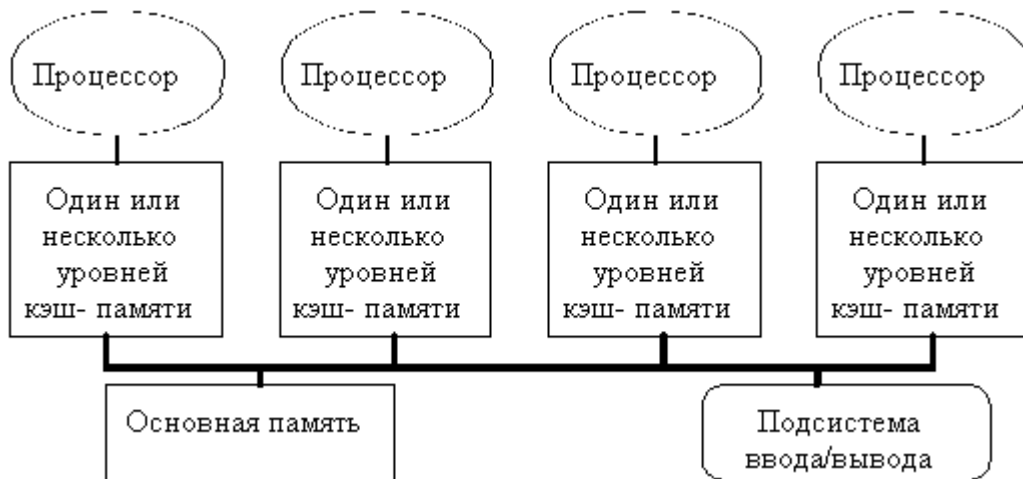 Процессор
Процессор
Процессор
Процессор
Один или
несколько
уровней
кэш- памяти
Один или
несколько
уровней
кэш- памяти
Один или
несколько
уровней
кэш- памяти
Один или
несколько
уровней
кэш- памяти
Основная память
Подсистема
ввода/вывода